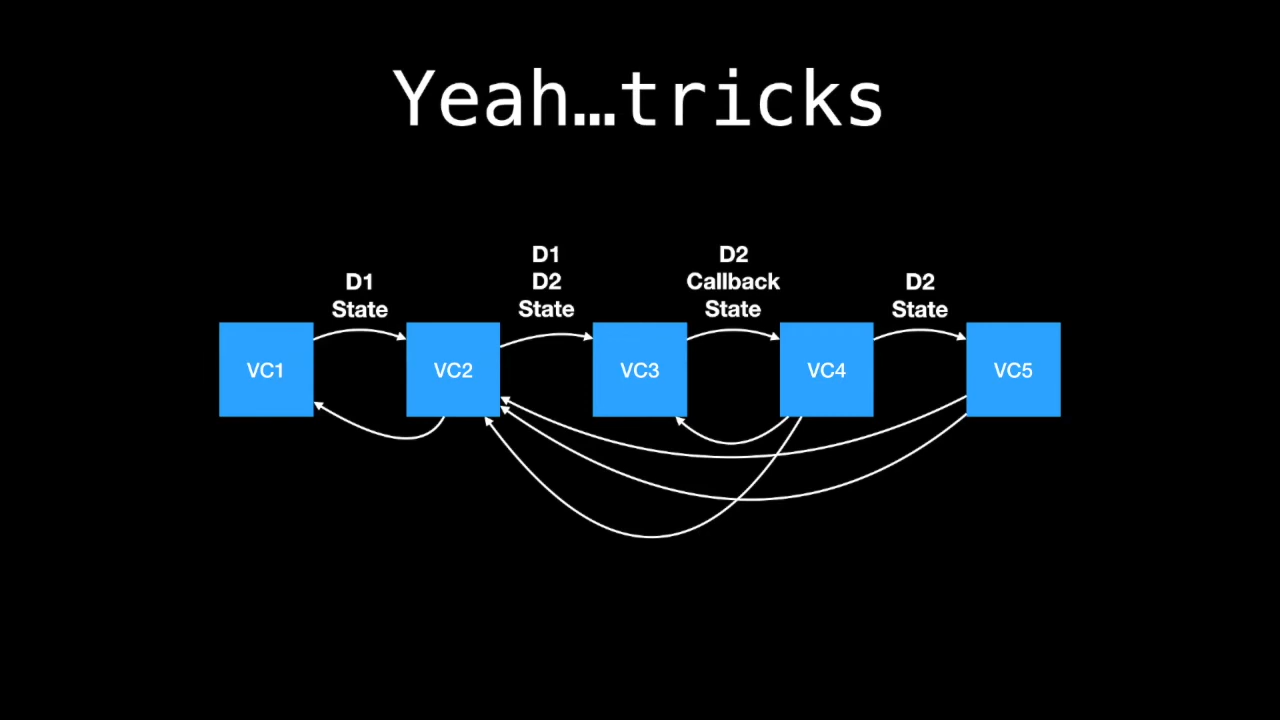 Yeah…tricks
D1
State
D1
D2
State
D2
Callback
State
D2
State
VC1
VC2
VC3
VC4
VC5